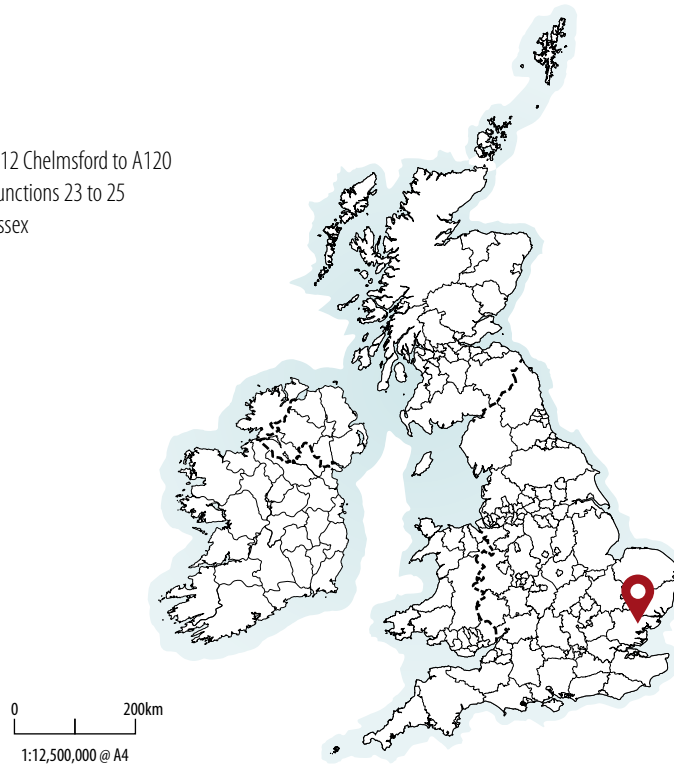 12 Chelmsford to A120
unctions 23 to 25
ssex
0 200km
1:12,500,000 @ A4